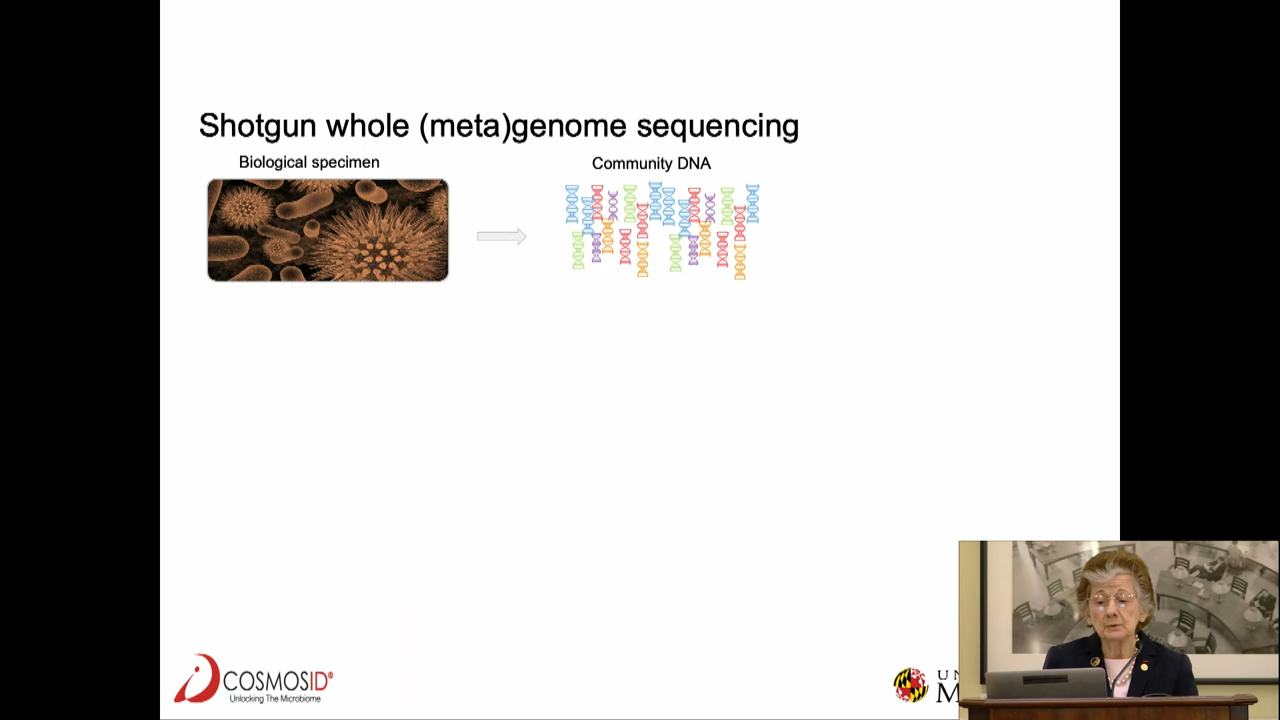 Shotgun whole (meta)genome sequencing
Biological specimen
Community DNA
COSMOSID®
Unlocking The Microbiome